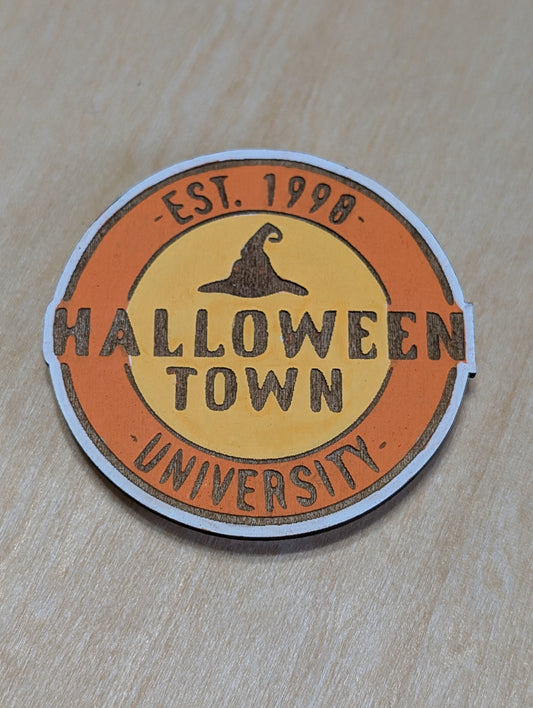 -EST. 1998-
HALLOWEEN
TOWN
-UNIVERSITY-